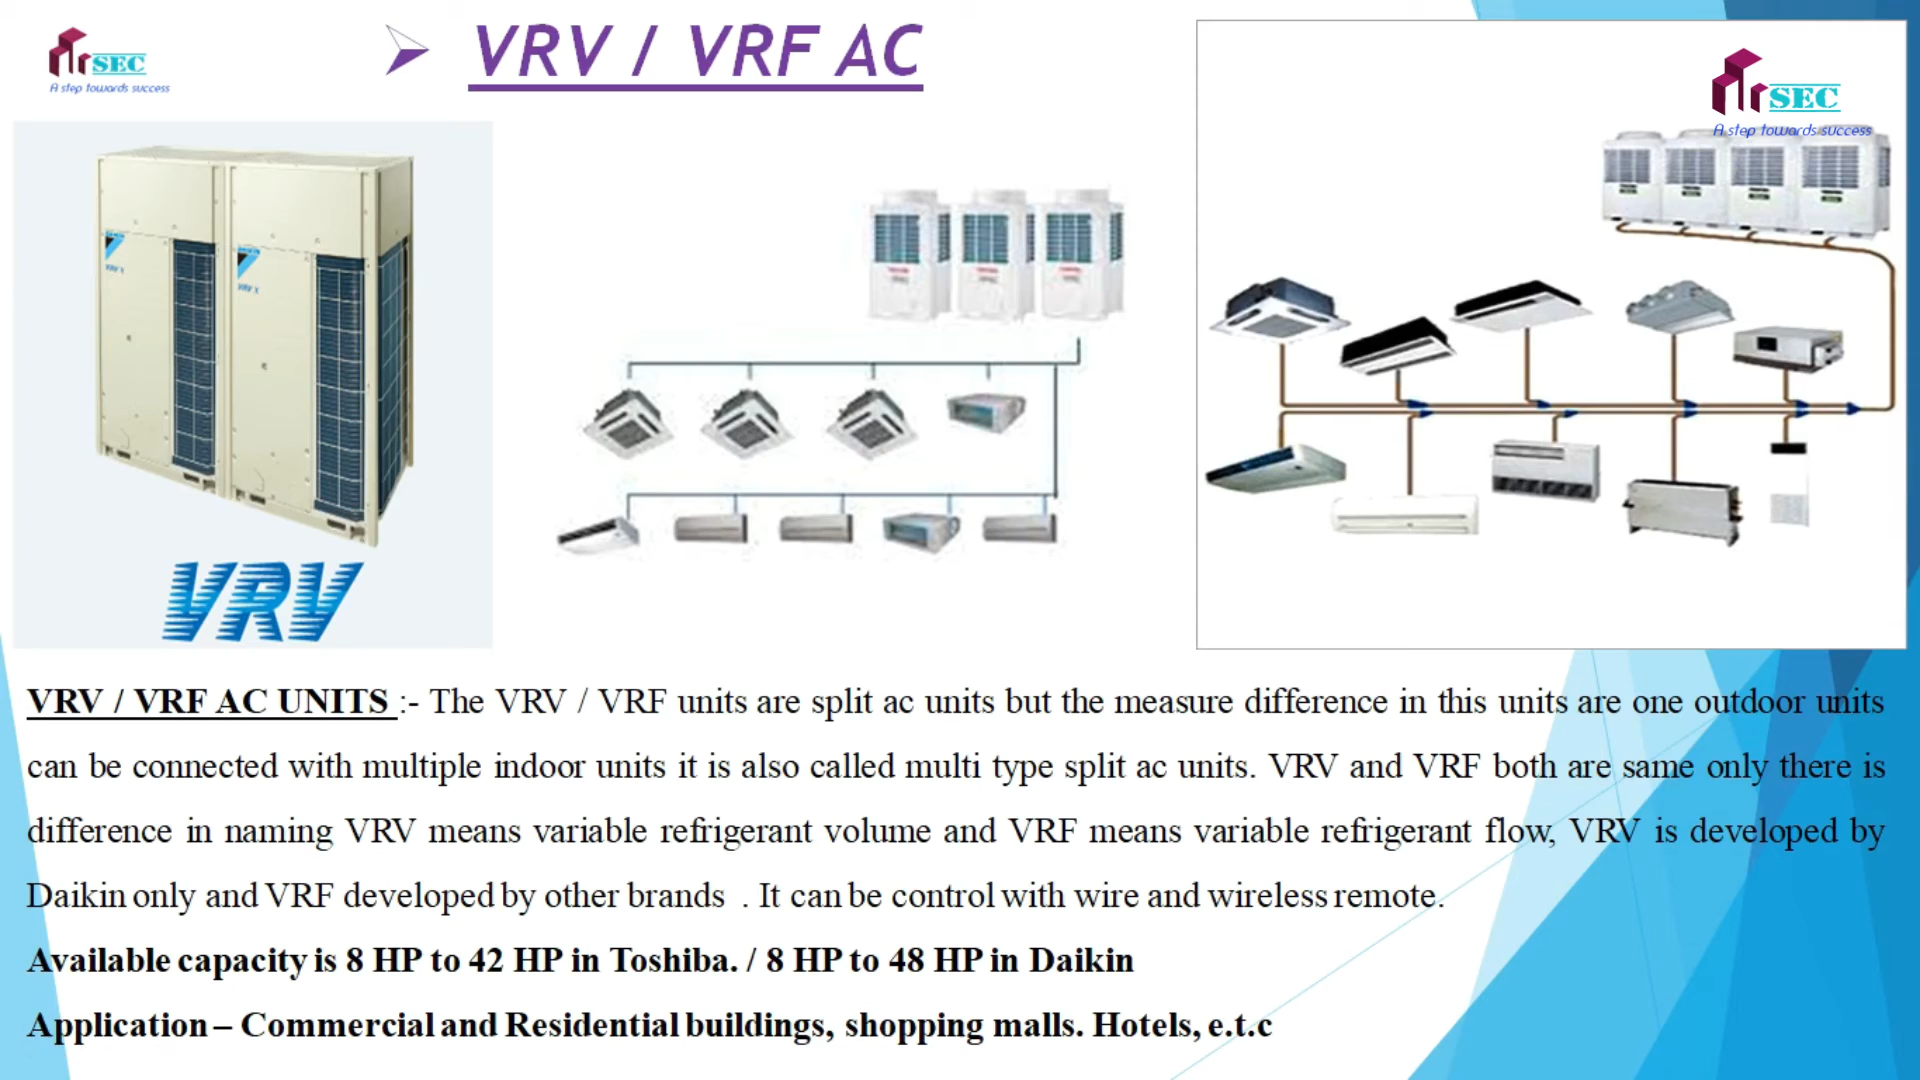 SEC
A step towards success
VRV / VRF AC
SEC
A step towards success
VRV
VRV / VRF AC UNITS :- The VRV / VRF units are split ac units but the measure difference in this units are one outdoor units
can be connected with multiple indoor units it is also called multi type split ac units. VRV and VRF both are same only there is
difference in naming VRV means variable refrigerant volume and VRF means variable refrigerant flow, VRV is developed by
Daikin only and VRF developed by other brands . It can be control with wire and wireless remote.
Available capacity is 8 HP to 42 HP in Toshiba. / 8 HP to 48 HP in Daikin
Application – Commercial and Residential buildings, shopping malls. Hotels, e.t.c